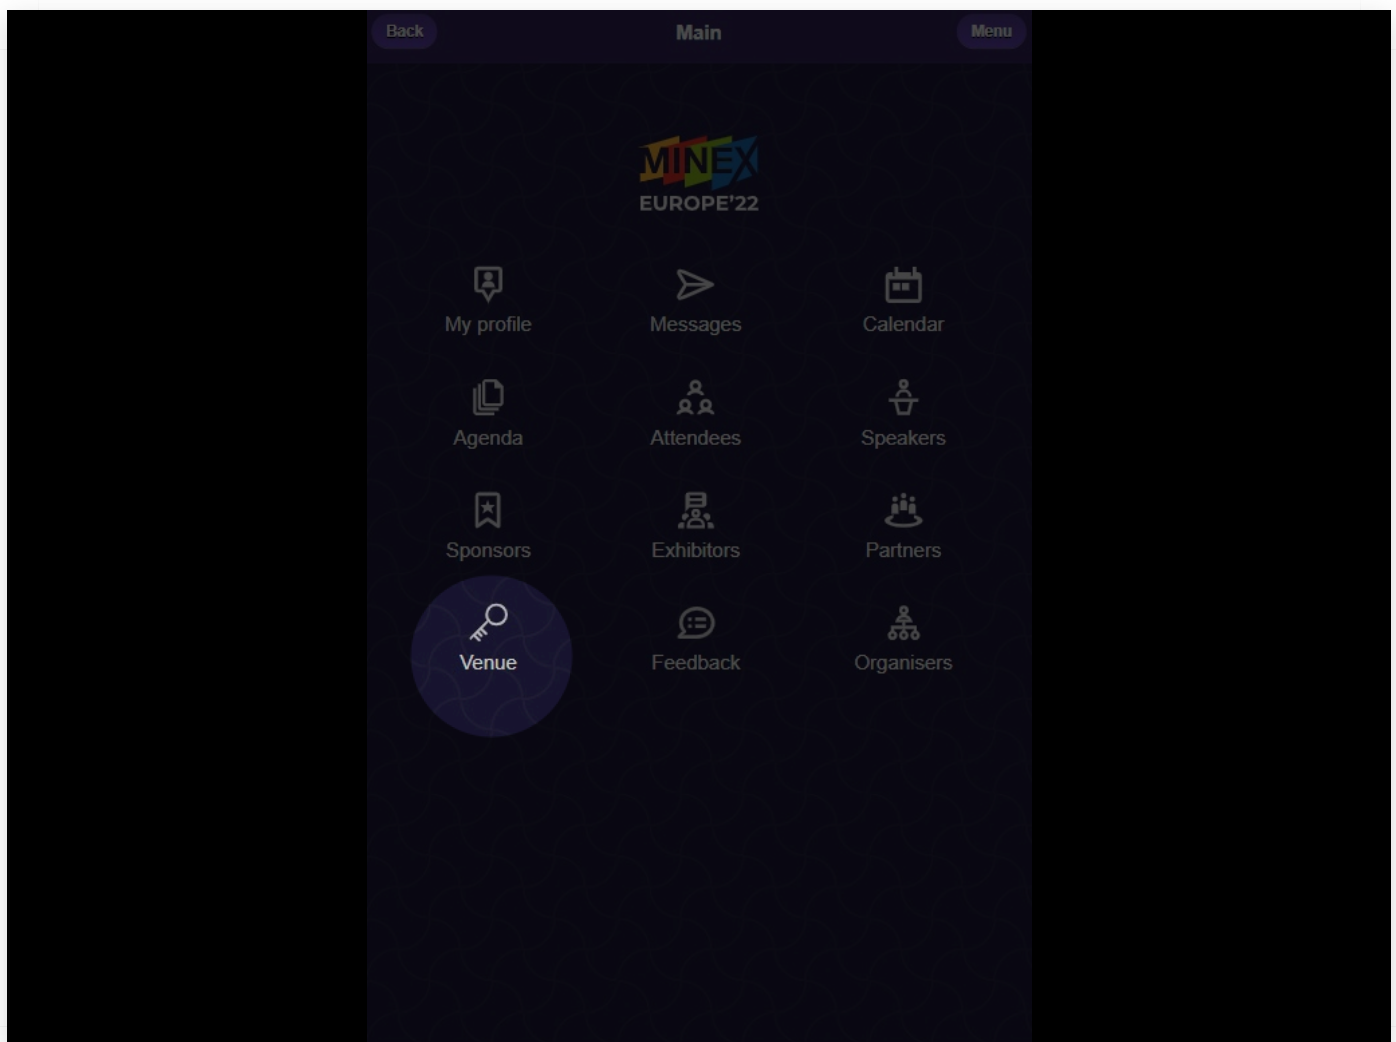 Back Main Menu
MINEX
EUROPE'22
My profile Messages Calendar
Agenda Attendees Speakers
Sponsors Exhibitors Partners
Venue Feedback Organisers